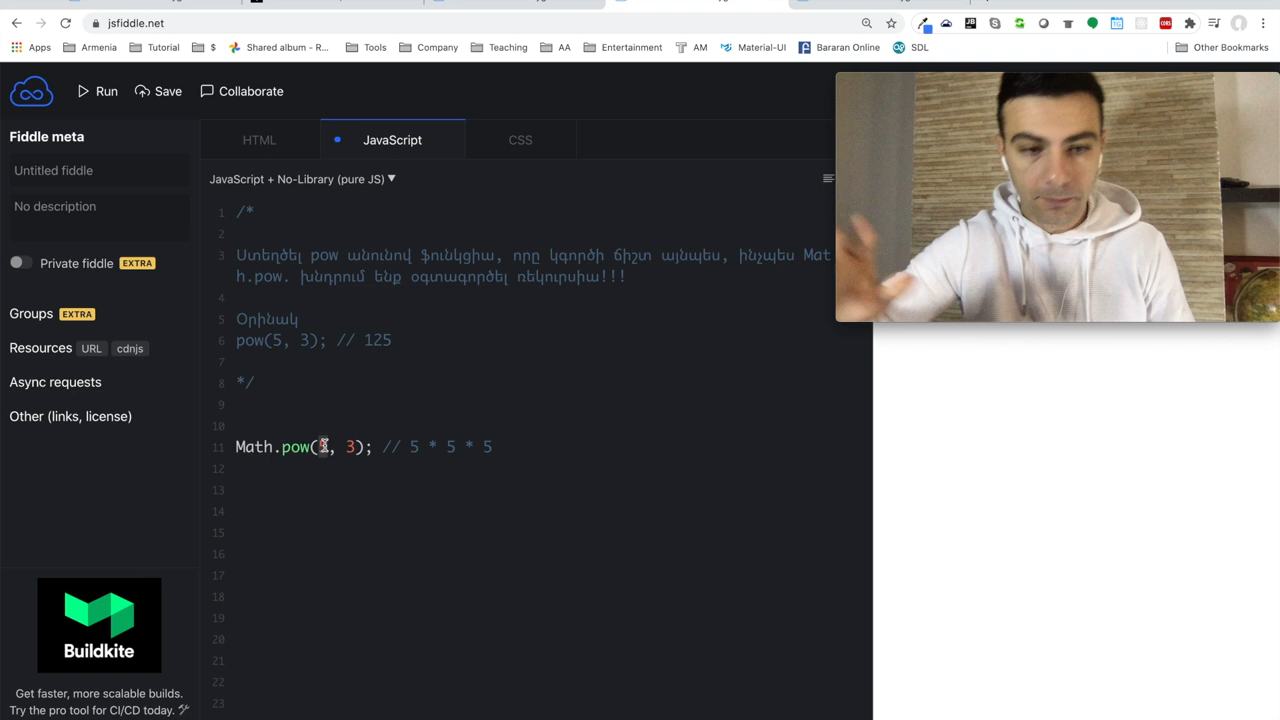 jsfiddle.net
Apps Armenia Tutorial $ Shared album - R... Tools Company Teaching AA Entertainment AM Material-UI Bararan Online SDL Other Bookmarks
Run Save Collaborate
Fiddle meta
Untitled fiddle
No description
Private fiddle EXTRA
Groups EXTRA
Resources URL cdnjs
Async requests
Other (links, license)
Buildkite
Get faster, more scalable builds.
Try the pro tool for CI/CD today.
HTML JavaScript CSS
JavaScript + No-Library (pure JS)
1 /*
2
3 Ստեղծել pow անունով ֆունկցիա, որը կգործի ճիշտ այնպես, ինչպես Mat
h.pow. խնդրում ենք օգտագործել ռեկուրսիա!!!
4
5 Օրինակ
6 pow(5, 3); // 125
7
8 */
9
10
11 Math.pow(5, 3); // 5 * 5 * 5
12
13
14
15
16
17
18
19
20
21
22
23